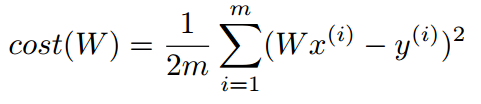 cost(W) = \frac{1}{2m} \sum_{i=1}^{m} (Wx^{(i)} - y^{(i)})^2